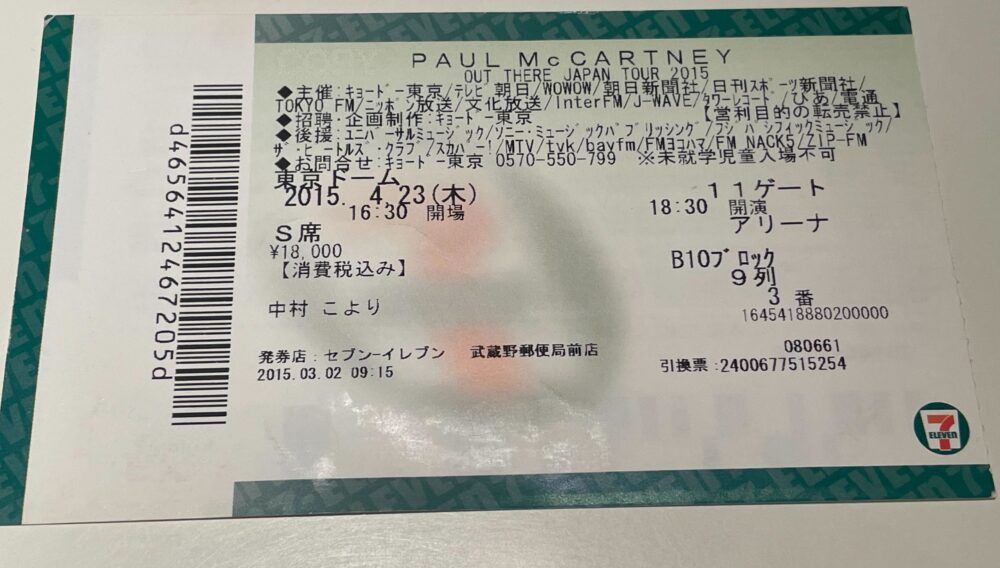 PAUL McCARTNEY
OUT THERE JAPAN TOUR 2015
◆主催:キョードー東京/テレビ朝日/WOWOW/朝日新聞社/日刊スポーツ新聞社/
TOKYO FM/ニッポン放送/文化放送/InterFM/J-WAVE/タワーレコード/ぴあ/電通
◆招聘・企画制作:キョードー東京 【営利目的の転売禁止】
◆後援:ユニバーサルミュージック/ソニー・ミュージックパブリッシング/フジパシフィックミュージック/
ザ・ビートルズ・クラブ/スカパー!/MTV/tvk/bayfm/FMヨコハマ/FM NACK5/ZIP-FM
◆お問合せ:キョードー東京 0570-550-799 ※未就学児童入場不可
東京ドーム
2015. 4.23(木) 11ゲート
16:30 開場 18:30 開演
S席 アリーナ
¥18,000
【消費税込み】 B10ブロック
9列
3 番
中村 こより
1645418880200000
080661
発券店:セブン-イレブン 武蔵野郵便局前店
2015.03.02 09:15 引換票:2400677515254
d4656412467205d
7
ELEVEN
7-ELEVEN